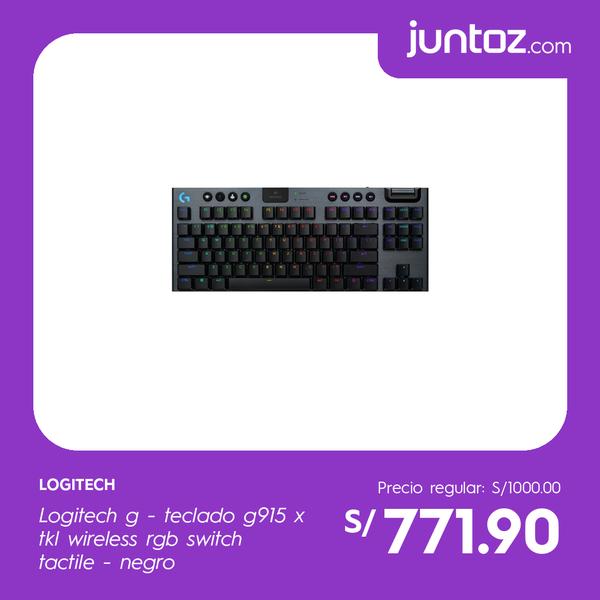 juntoz.com
LOGITECH
Logitech g - teclado g915 x
tkl wireless rgb switch
tactile - negro
Precio regular: S/1000.00
S/771.90